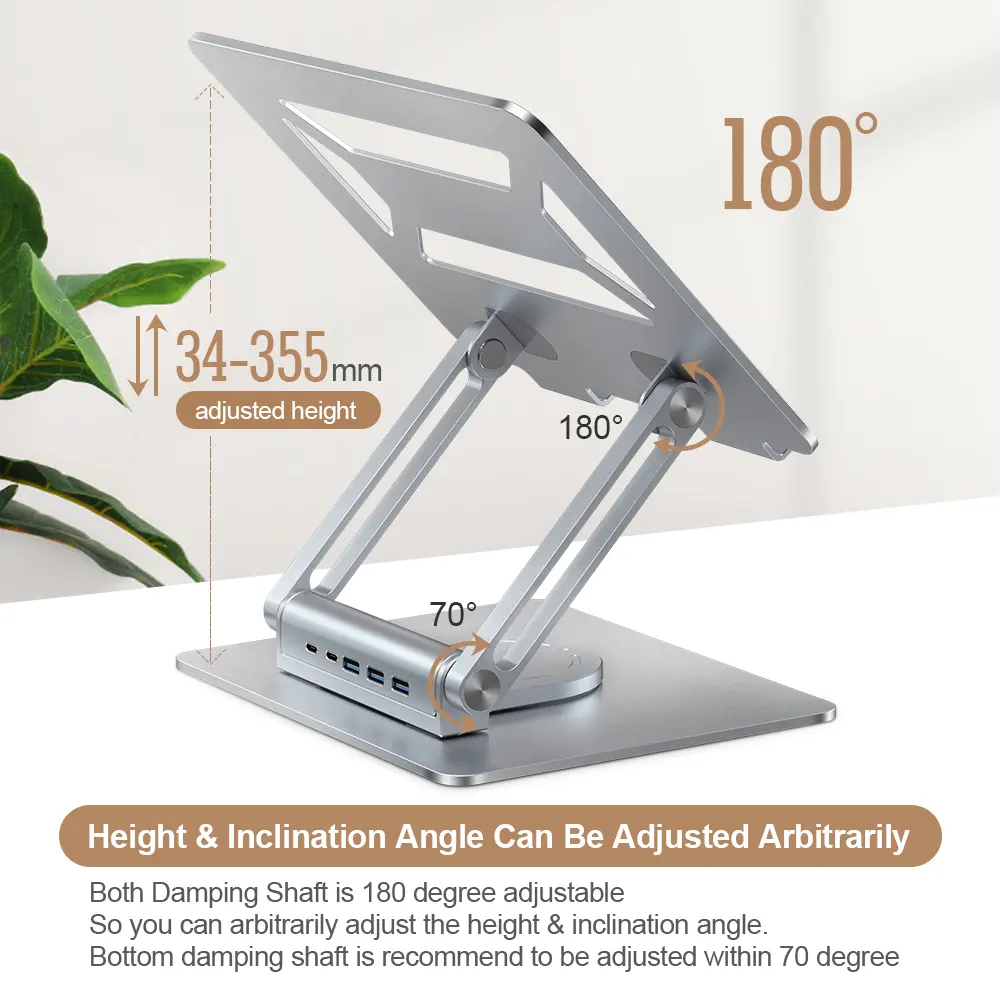 180°
34-355mm
adjusted height
180°
70°
Height & Inclination Angle Can Be Adjusted Arbitrarily
Both Damping Shaft is 180 degree adjustable
So you can arbitrarily adjust the height & inclination angle.
Bottom damping shaft is recommend to be adjusted within 70 degree